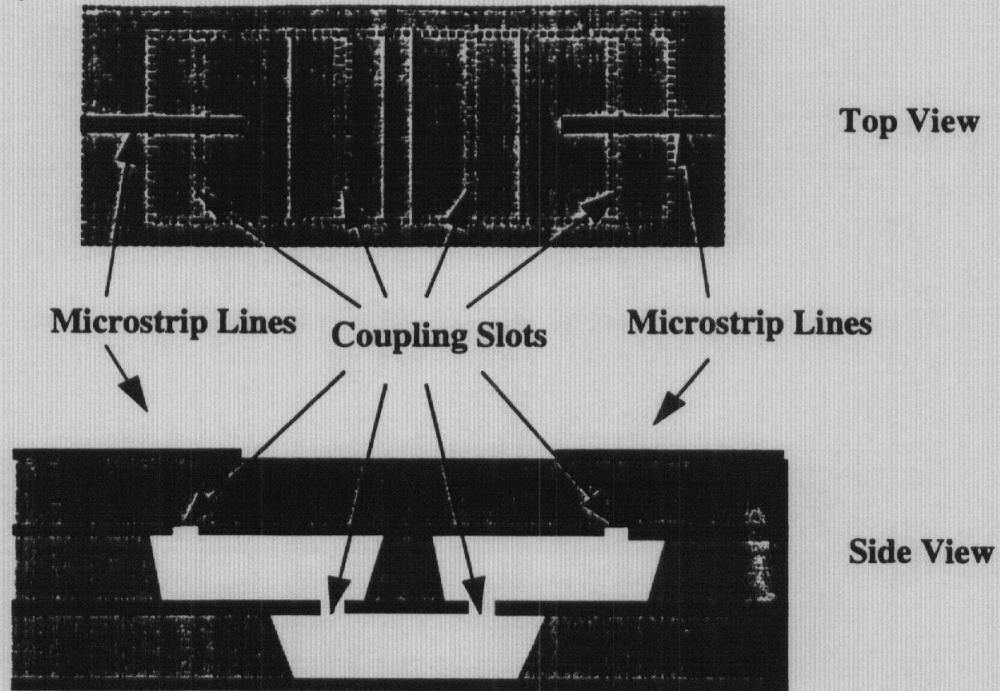 Top View
Microstrip Lines
Coupling Slots
Microstrip Lines
Side View